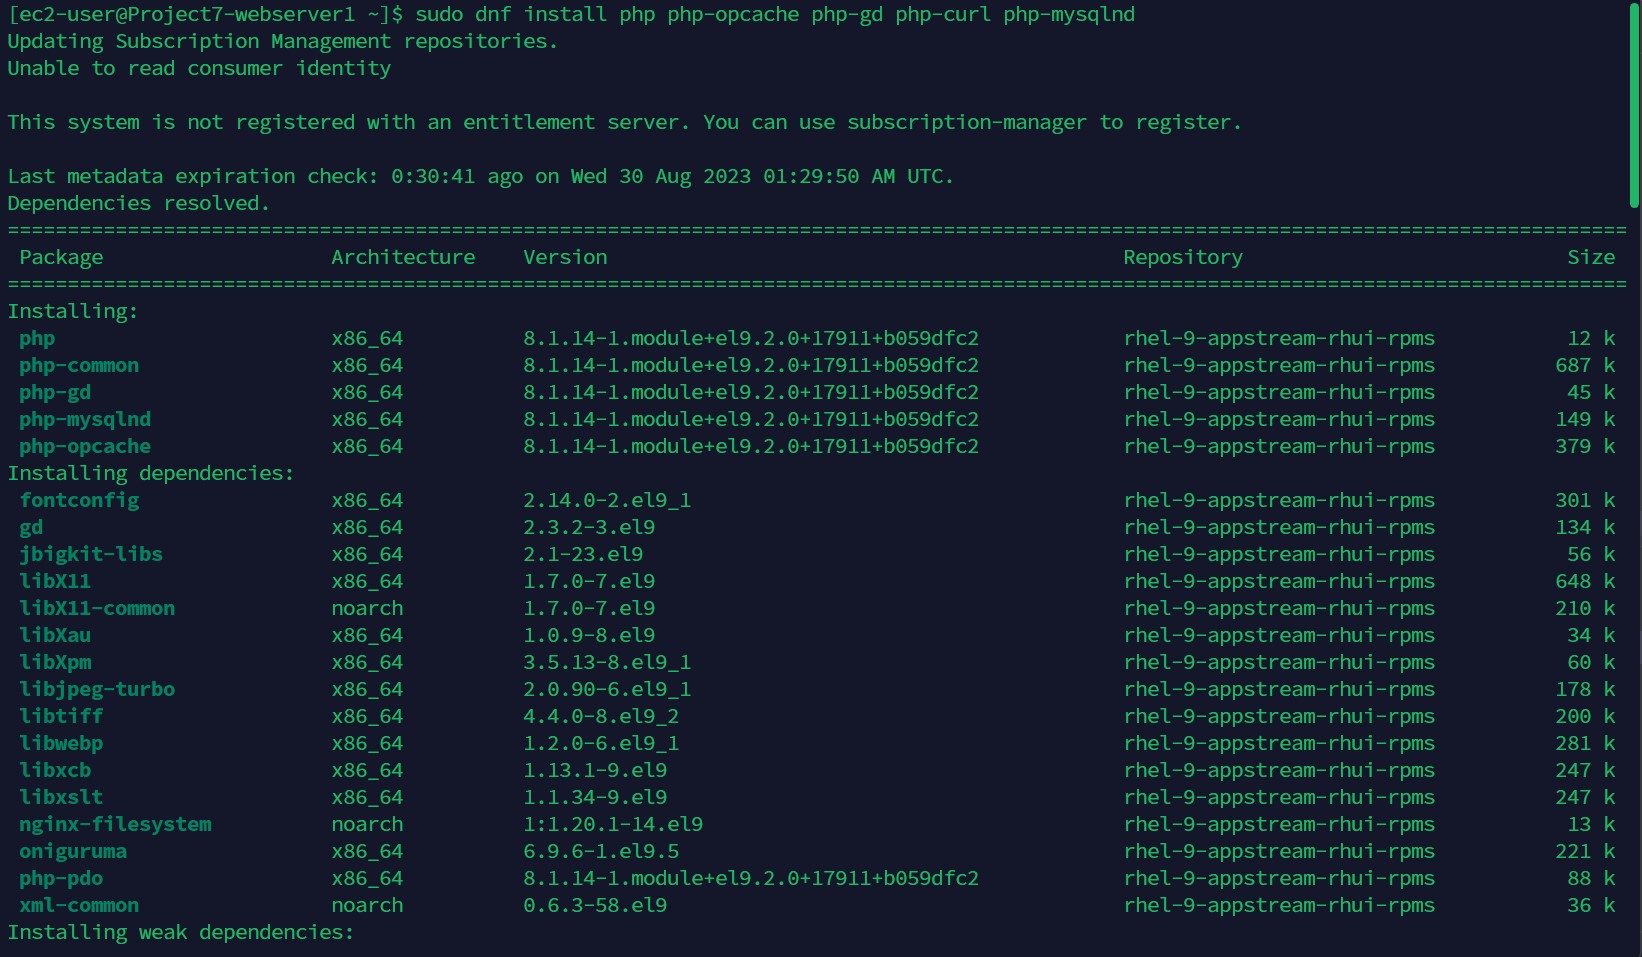 [ec2-user@Project7-webserver1 ~]$ sudo dnf install php php-opcache php-gd php-curl php-mysqlnd
Updating Subscription Management repositories.
Unable to read consumer identity
This system is not registered with an entitlement server. You can use subscription-manager to register.
Last metadata expiration check: 0:30:41 ago on Wed 30 Aug 2023 01:29:50 AM UTC.
Dependencies resolved.
=======================================================================================================================================
Package Architecture Version Repository Size
=======================================================================================================================================
Installing:
php x86_64 8.1.14-1.module+el9.2.0+17911+b059dfc2 rhel-9-appstream-rhui-rpms 12 k
php-common x86_64 8.1.14-1.module+el9.2.0+17911+b059dfc2 rhel-9-appstream-rhui-rpms 687 k
php-gd x86_64 8.1.14-1.module+el9.2.0+17911+b059dfc2 rhel-9-appstream-rhui-rpms 45 k
php-mysqlnd x86_64 8.1.14-1.module+el9.2.0+17911+b059dfc2 rhel-9-appstream-rhui-rpms 149 k
php-opcache x86_64 8.1.14-1.module+el9.2.0+17911+b059dfc2 rhel-9-appstream-rhui-rpms 379 k
Installing dependencies:
fontconfig x86_64 2.14.0-2.el9_1 rhel-9-appstream-rhui-rpms 301 k
gd x86_64 2.3.2-3.el9 rhel-9-appstream-rhui-rpms 134 k
jbigkit-libs x86_64 2.1-23.el9 rhel-9-appstream-rhui-rpms 56 k
libX11 x86_64 1.7.0-7.el9 rhel-9-appstream-rhui-rpms 648 k
libX11-common noarch 1.7.0-7.el9 rhel-9-appstream-rhui-rpms 210 k
libXau x86_64 1.0.9-8.el9 rhel-9-appstream-rhui-rpms 34 k
libXpm x86_64 3.5.13-8.el9_1 rhel-9-appstream-rhui-rpms 60 k
libjpeg-turbo x86_64 2.0.90-6.el9_1 rhel-9-appstream-rhui-rpms 178 k
libtiff x86_64 4.4.0-8.el9_2 rhel-9-appstream-rhui-rpms 200 k
libwebp x86_64 1.2.0-6.el9_1 rhel-9-appstream-rhui-rpms 281 k
libxcb x86_64 1.13.1-9.el9 rhel-9-appstream-rhui-rpms 247 k
libxslt x86_64 1.1.34-9.el9 rhel-9-appstream-rhui-rpms 247 k
nginx-filesystem noarch 1:1.20.1-14.el9 rhel-9-appstream-rhui-rpms 13 k
oniguruma x86_64 6.9.6-1.el9.5 rhel-9-appstream-rhui-rpms 221 k
php-pdo x86_64 8.1.14-1.module+el9.2.0+17911+b059dfc2 rhel-9-appstream-rhui-rpms 88 k
xml-common noarch 0.6.3-58.el9 rhel-9-appstream-rhui-rpms 36 k
Installing weak dependencies: